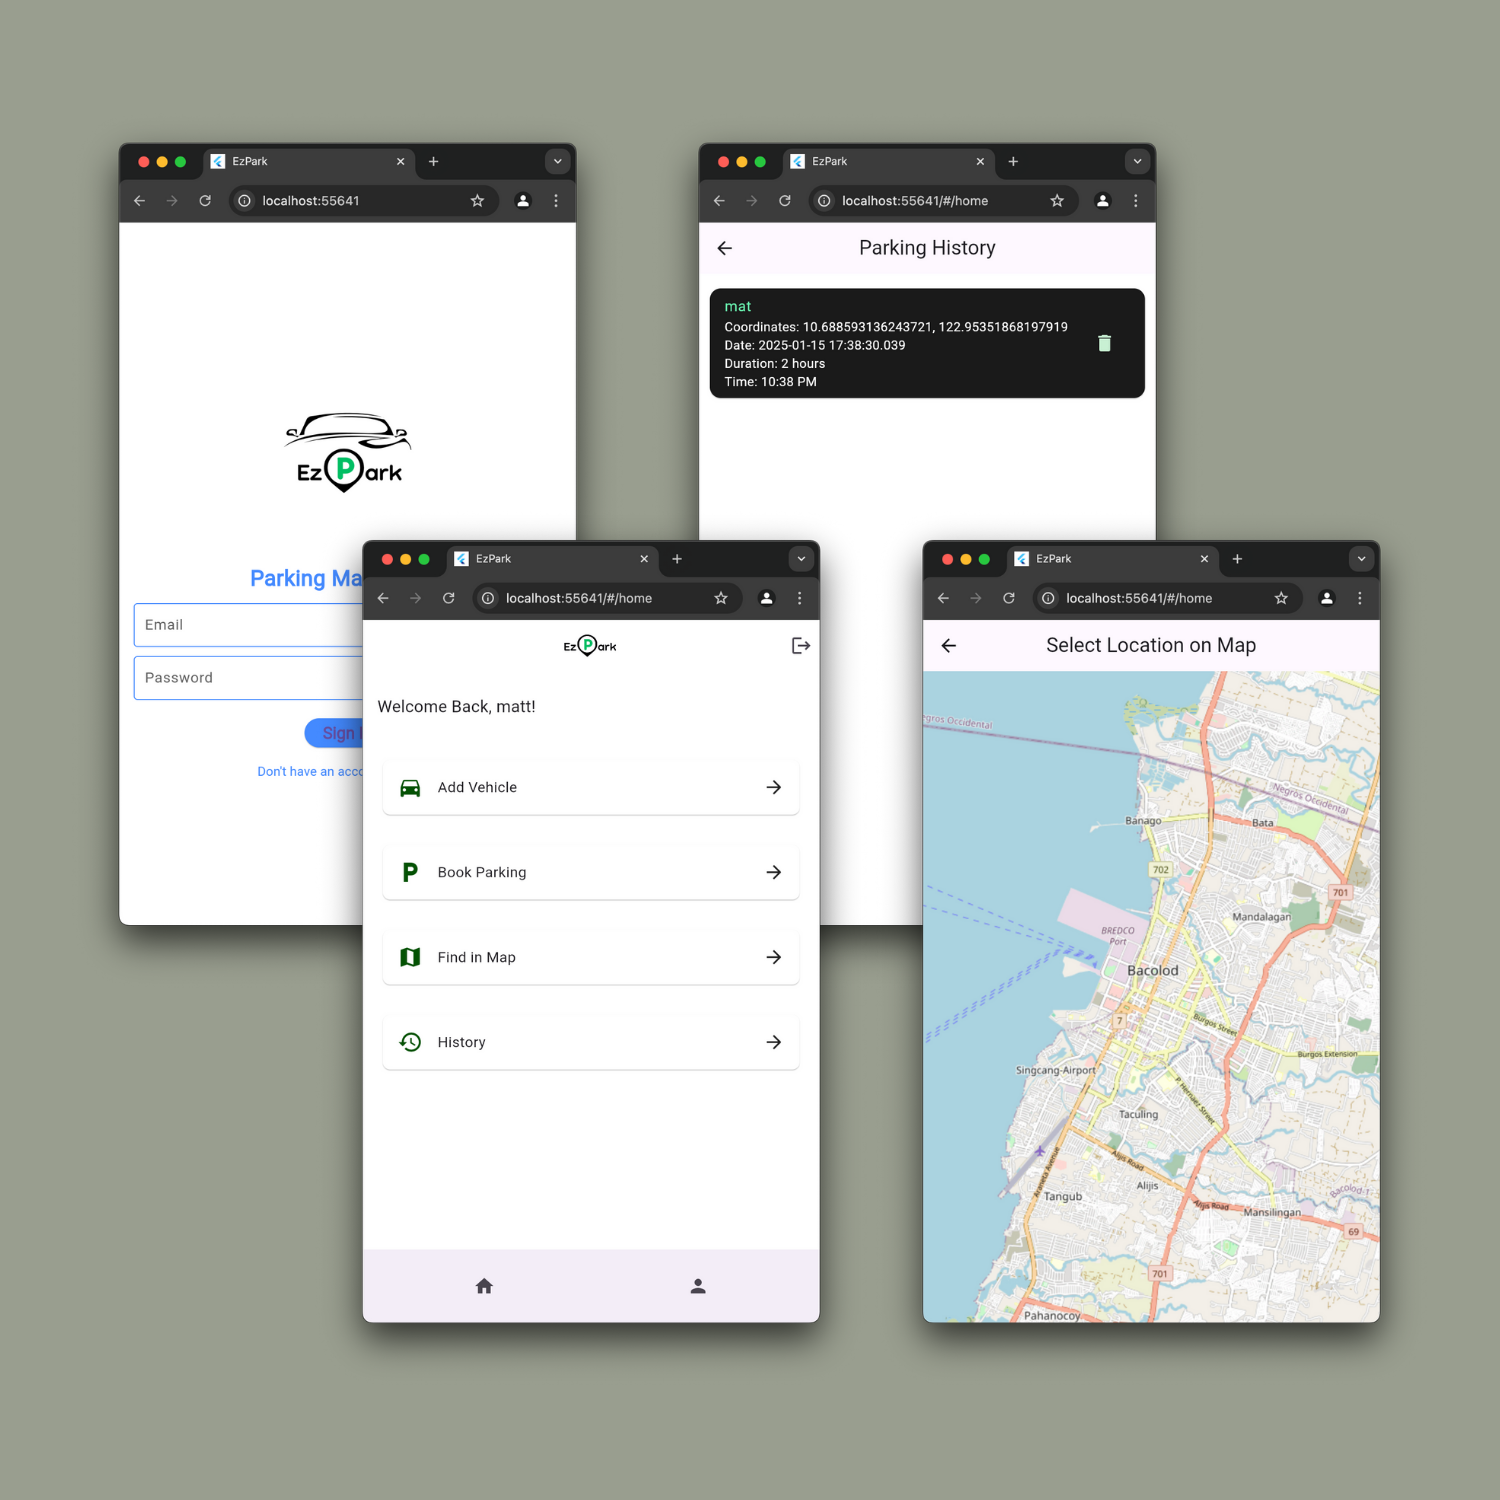 EzPark
localhost:55641
EzPark
Parking Ma
Email
Password
Sign
Don't have an acco
EzPark
localhost:55641/#/home
Parking History
mat
Coordinates: 10.688593136243721, 122.95351868197919
Date: 2025-01-15 17:38:30.039
Duration: 2 hours
Time: 10:38 PM
EzPark
localhost:55641/#/home
EzPark
Welcome Back, matt!
Add Vehicle
P
Book Parking
Find in Map
History
EzPark
localhost:55641/#/home
Select Location on Map
gros Occidental
Negros Occidental
Banago
Bata
702
701
Mandalagan
BREDCO
Port
Bacolod
7
Burgos Street
Burgos Extension
Singcang-Airport
P. Hernaez Street
Taculing
Araneta Avenue
Alijis Road
Alijis
Tangub
Bacolod-1
Alijis Road
Mansilingan
69
701
Pahanocoy